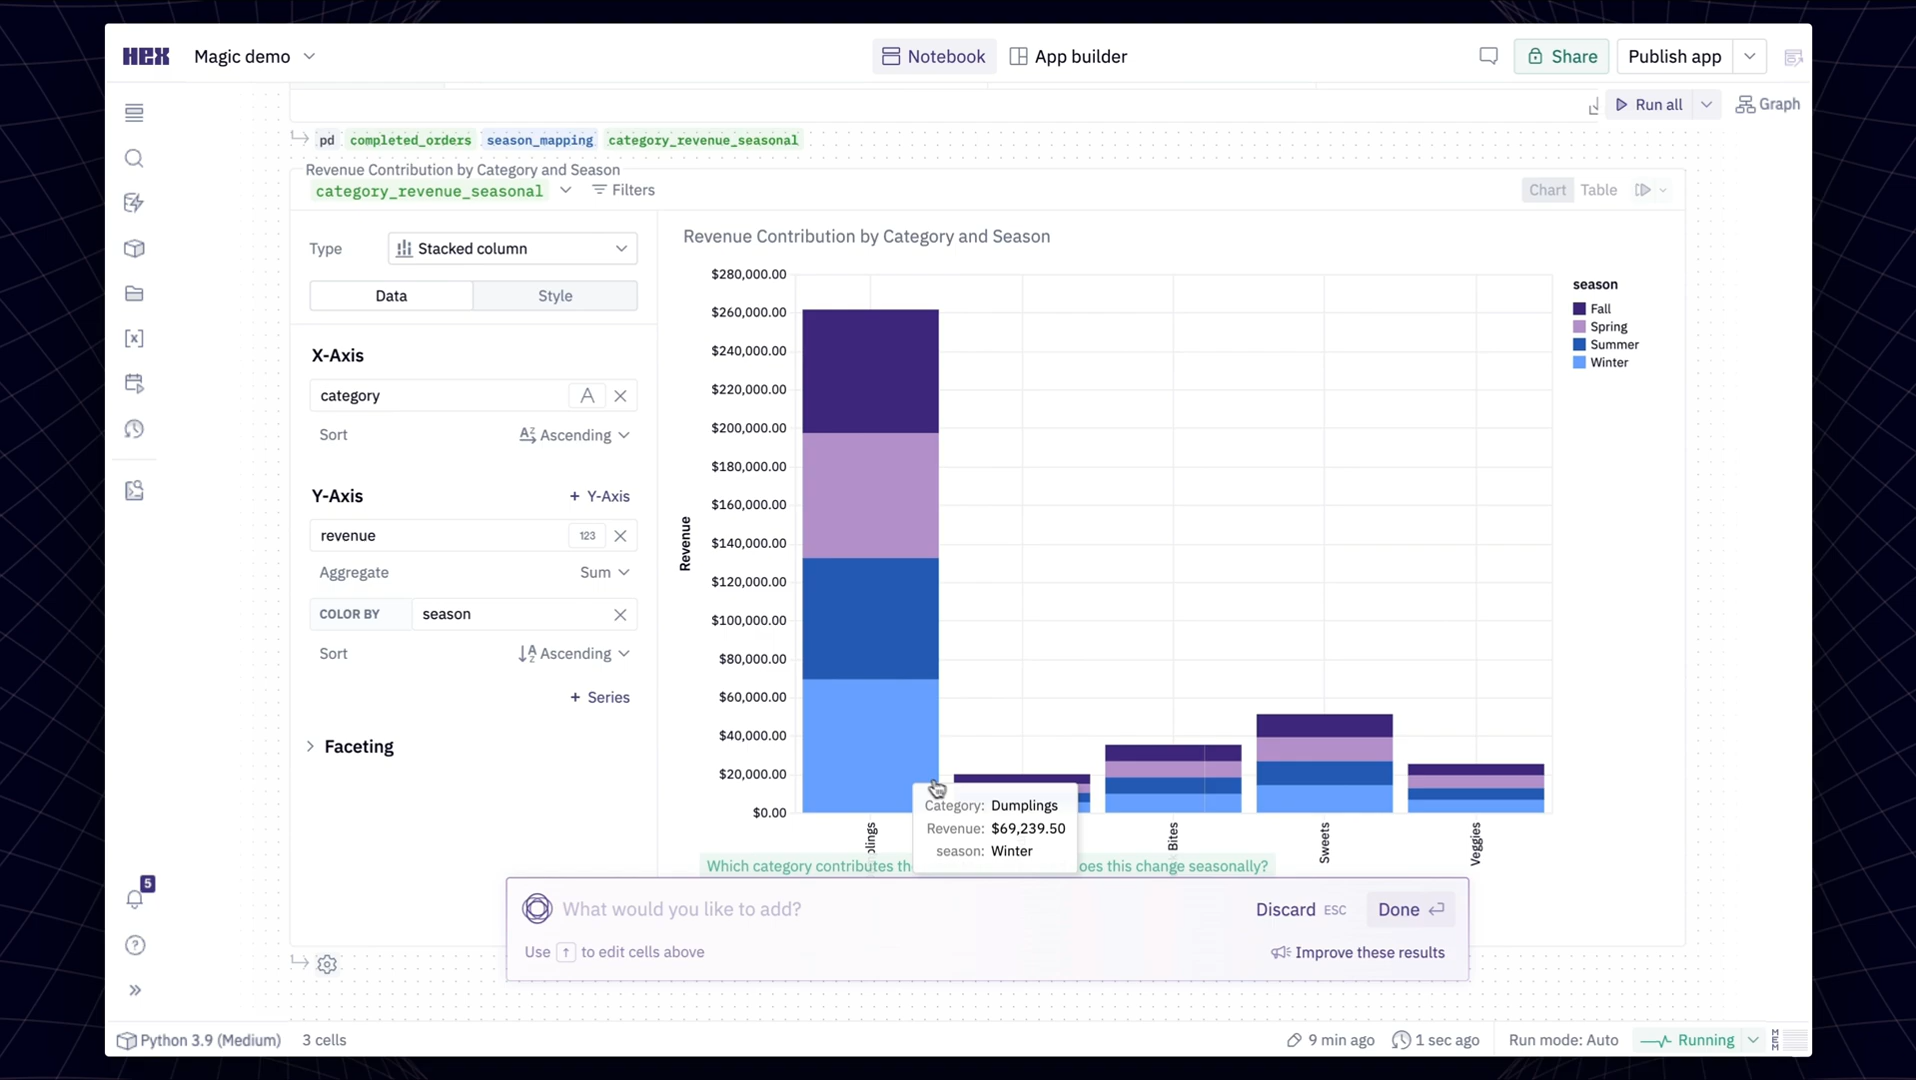 HEX
Magic demo
Notebook
App builder
Share
Publish app
Run all
Graph
pd completed_orders season_mapping category_revenue_seasonal
Revenue Contribution by Category and Season
category_revenue_seasonal
Filters
Chart
Table
Type
Stacked column
Data
Style
X-Axis
category
Sort
Ascending
Y-Axis
+ Y-Axis
revenue
123
Aggregate
Sum
COLOR BY
season
Sort
Ascending
+ Series
Faceting
Revenue Contribution by Category and Season
$280,000.00
$260,000.00
$240,000.00
$220,000.00
$200,000.00
$180,000.00
$160,000.00
$140,000.00
$120,000.00
$100,000.00
$80,000.00
$60,000.00
$40,000.00
$20,000.00
$0.00
Revenue
season
Fall
Spring
Summer
Winter
Category: Dumplings
Revenue: $69,239.50
season: Winter
Bites
Sweets
Veggies
Which category contributes
this change seasonally?
What would you like to add?
Discard ESC
Done
Use ↑ to edit cells above
Improve these results
5
Python 3.9 (Medium)
3 cells
9 min ago
1 sec ago
Run mode: Auto
Running
MEM